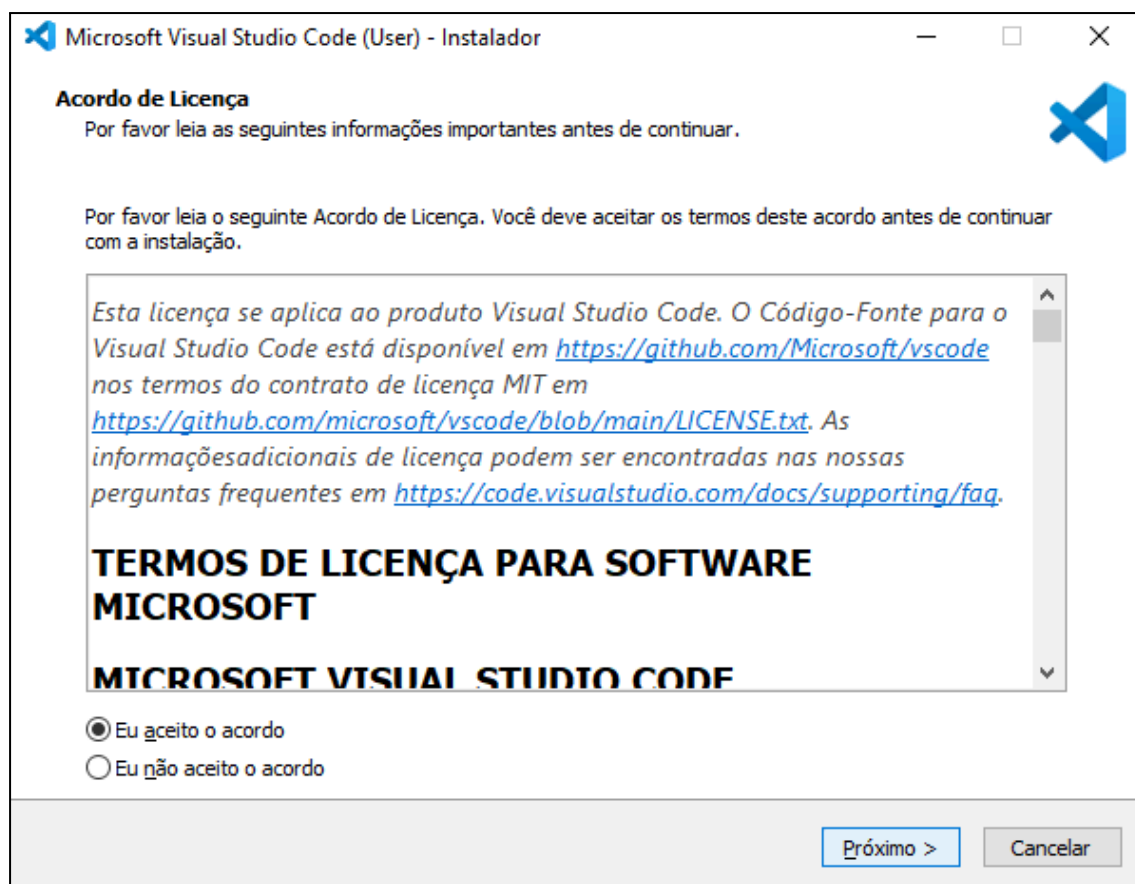 Microsoft Visual Studio Code (User) - Instalador
Acordo de Licença
Por favor leia as seguintes informações importantes antes de continuar.
Por favor leia o seguinte Acordo de Licença. Você deve aceitar os termos deste acordo antes de continuar
com a instalação.
Esta licença se aplica ao produto Visual Studio Code. O Código-Fonte para o
Visual Studio Code está disponível em https://github.com/Microsoft/vscode
nos termos do contrato de licença MIT em
https://github.com/microsoft/vscode/blob/main/LICENSE.txt. As
informaçõesadicionais de licença podem ser encontradas nas nossas
perguntas frequentes em https://code.visualstudio.com/docs/supporting/faq.
TERMOS DE LICENÇA PARA SOFTWARE
MICROSOFT
MICROSOFT VISUAL STUDIO CODE
Eu aceito o acordo
Eu não aceito o acordo
Próximo >
Cancelar